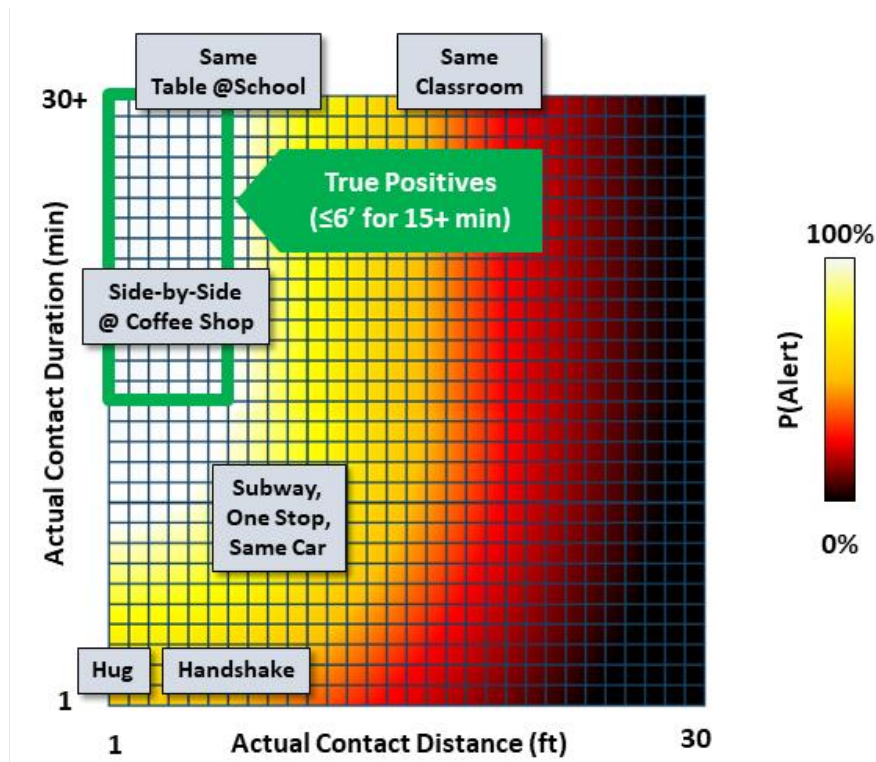 Same
Table @School
Same
Classroom
30+
True Positives
(≤6’ for 15+ min)
100%
Side-by-Side
@ Coffee Shop
Actual Contact Duration (min)
P(Alert)
Subway,
One Stop,
Same Car
0%
Hug
Handshake
1
1
Actual Contact Distance (ft)
30